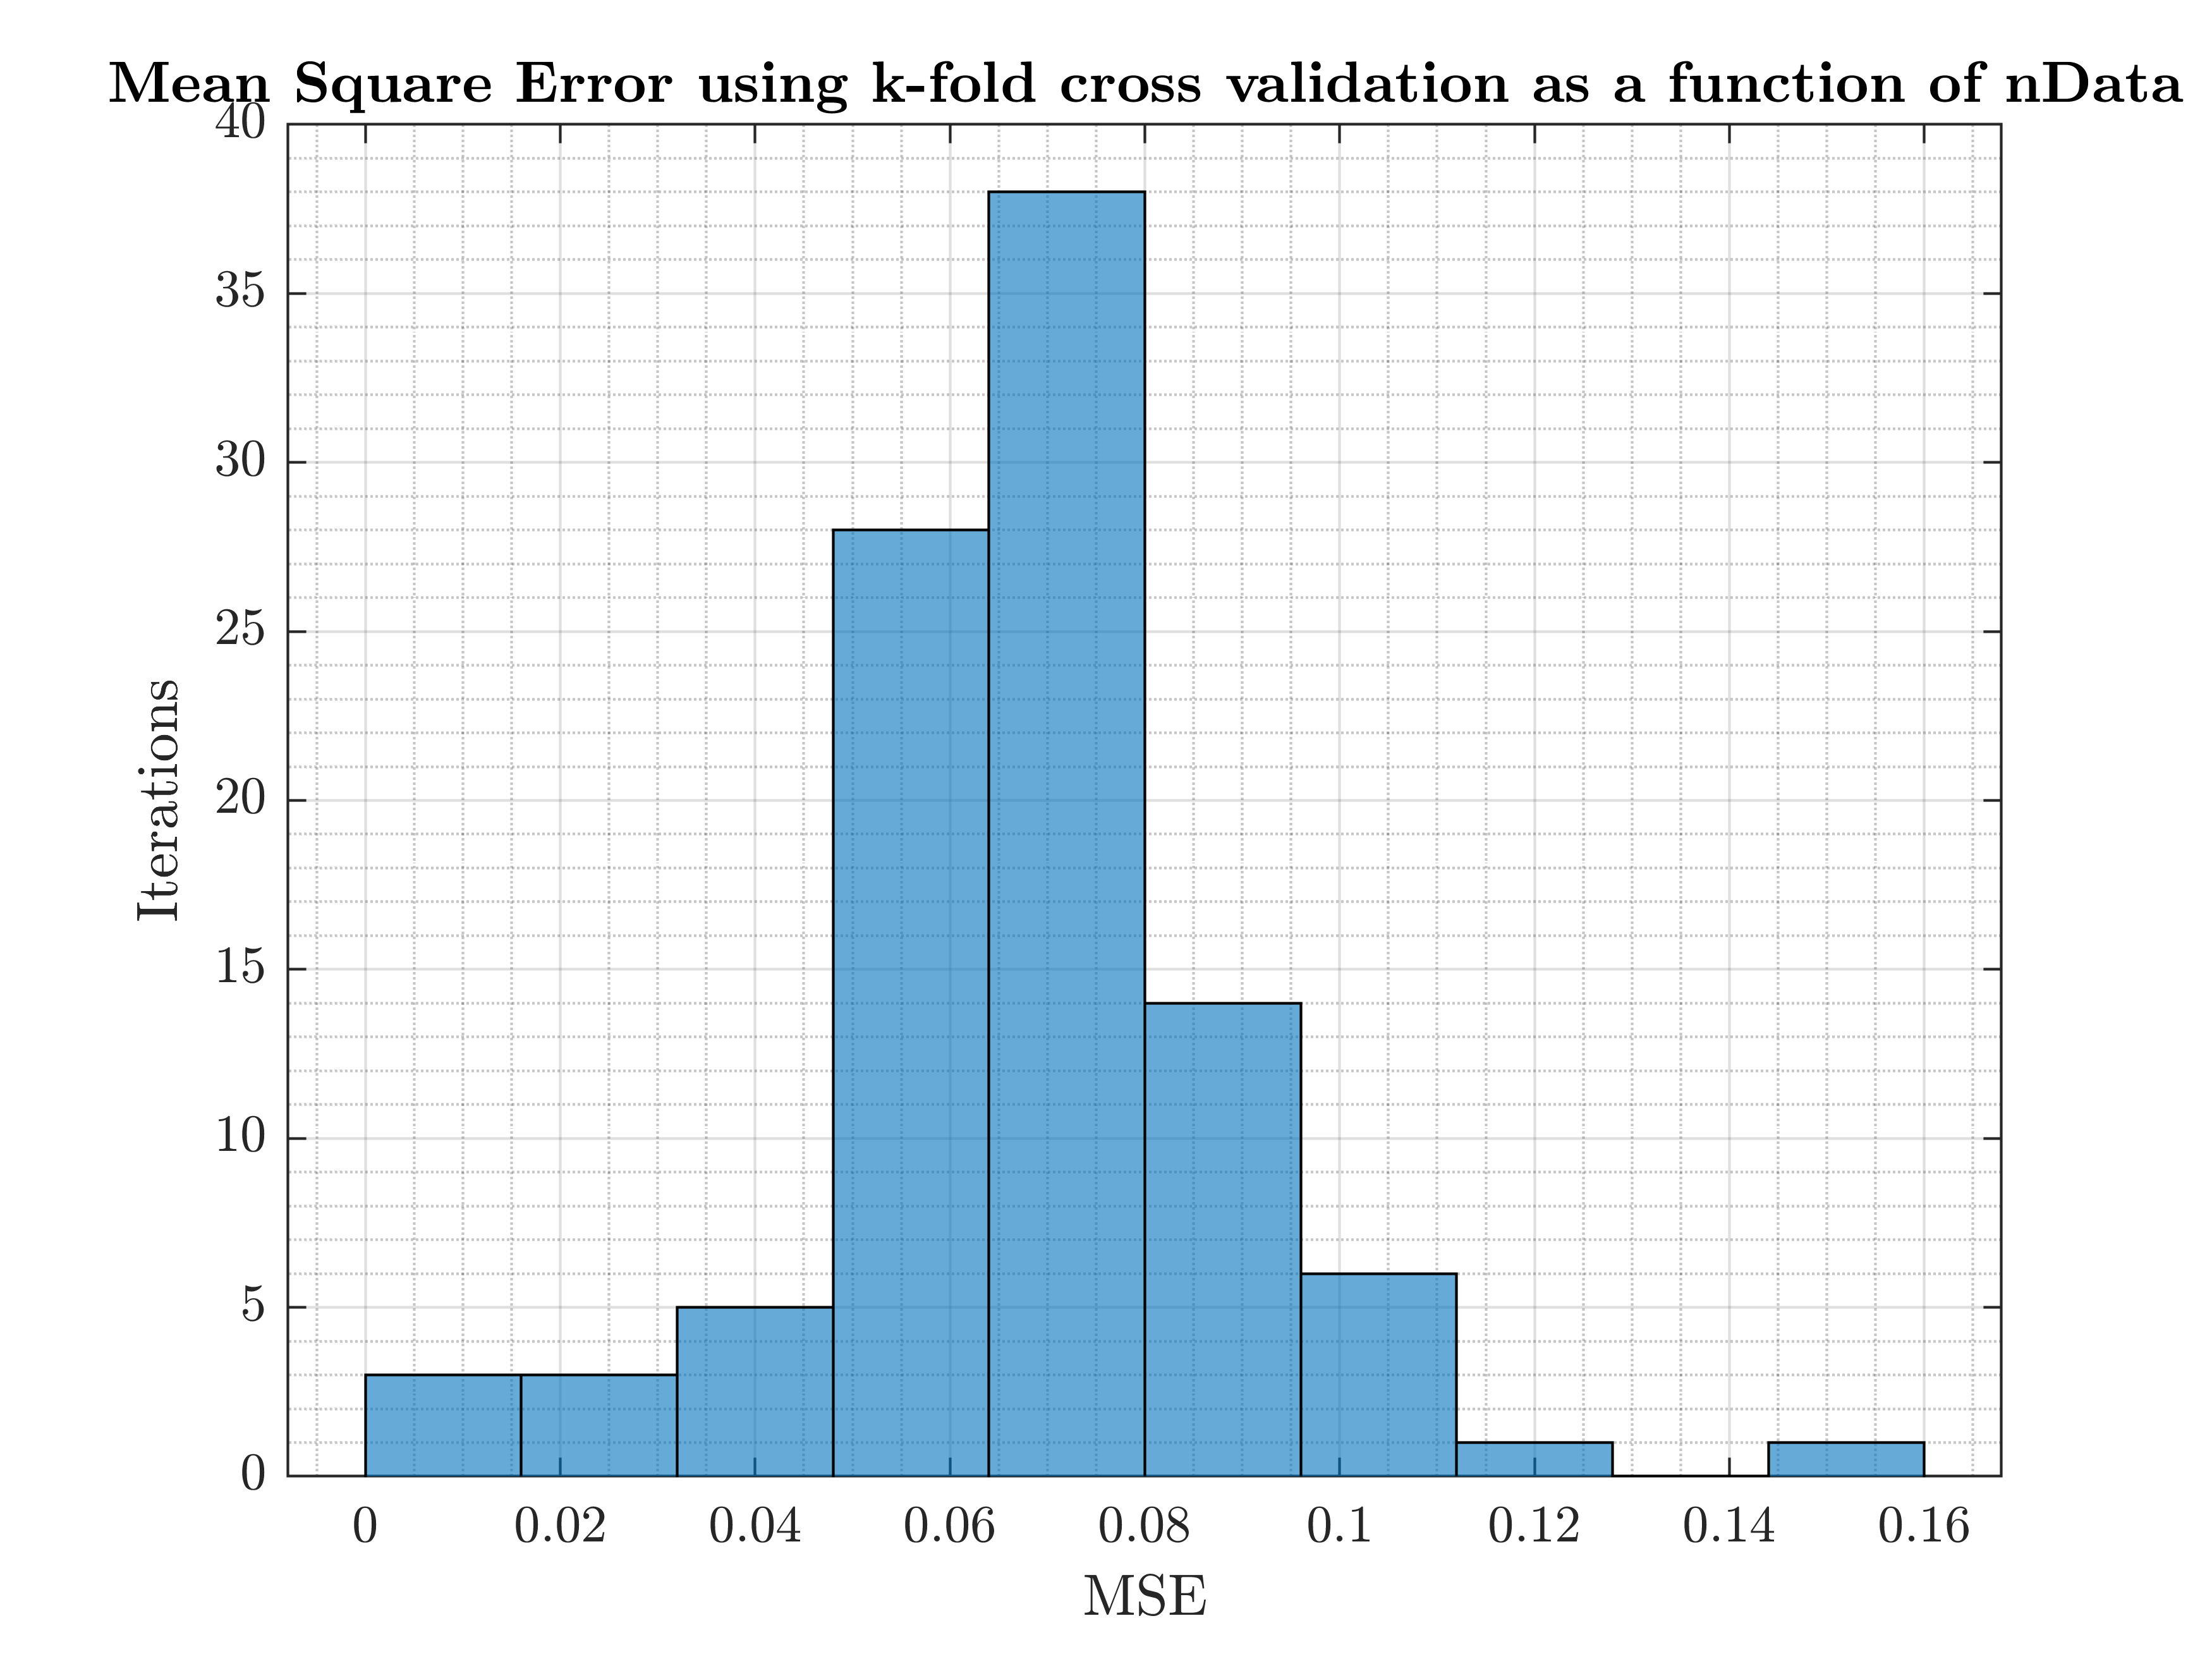 Mean Square Error using k-fold cross validation as a function of nData
40
35
30
25
20
15
10
5
0
Iterations
0 0.02 0.04 0.06 0.08 0.1 0.12 0.14 0.16
MSE